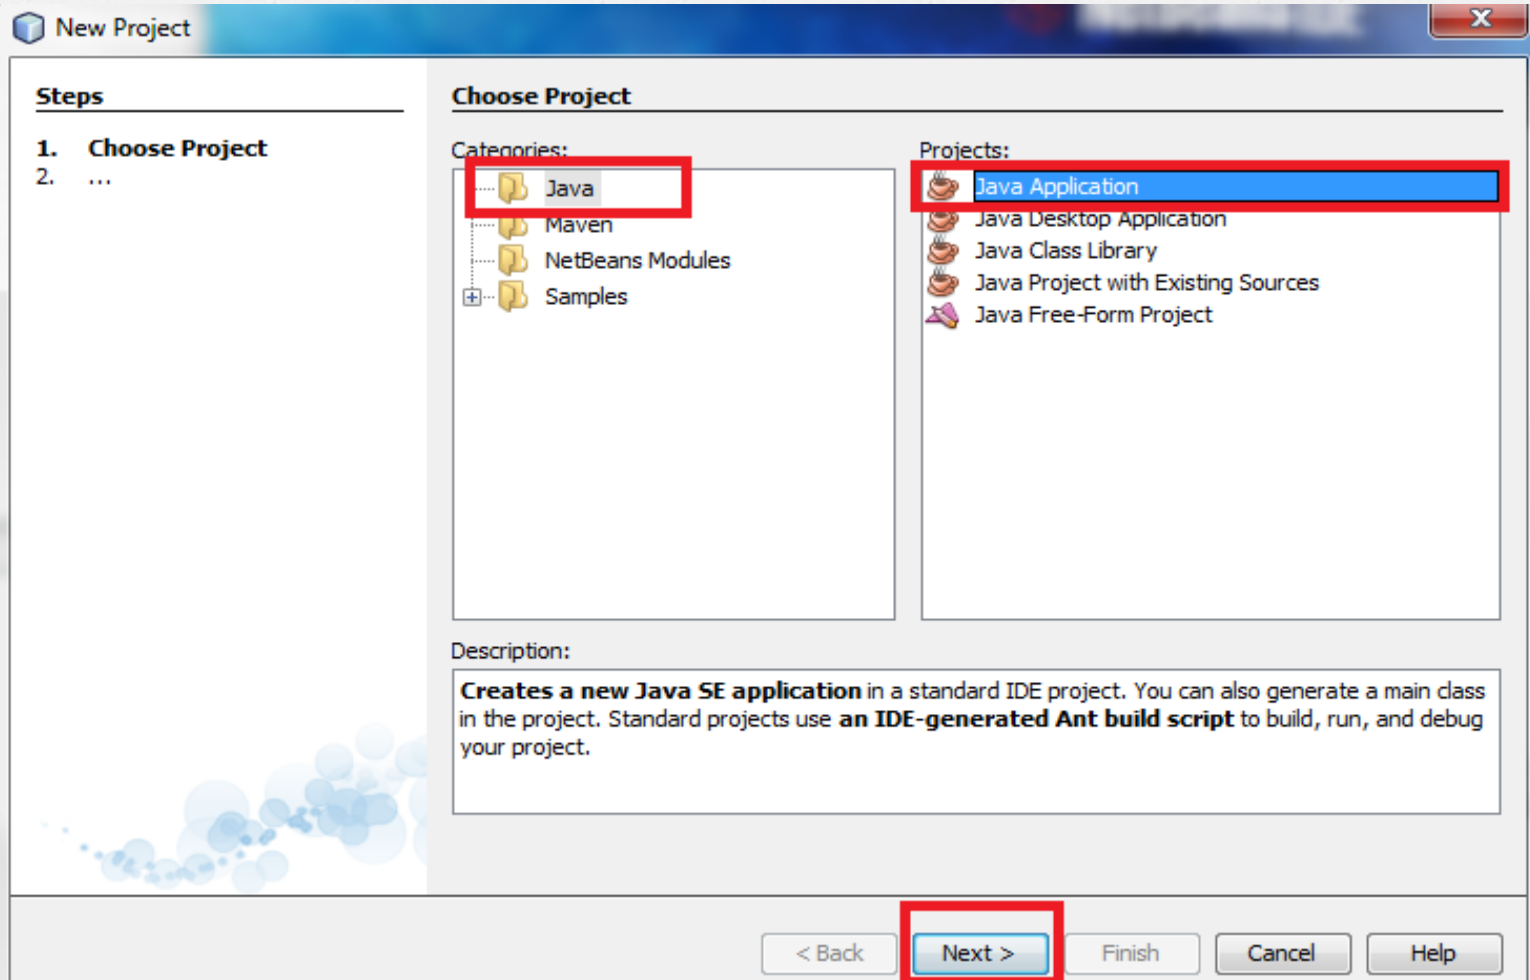 New Project
Steps
1. Choose Project
2. ...
Choose Project
Categories:
Java
Maven
NetBeans Modules
Samples
Projects:
Java Application
Java Desktop Application
Java Class Library
Java Project with Existing Sources
Java Free-Form Project
Description:
Creates a new Java SE application in a standard IDE project. You can also generate a main class
in the project. Standard projects use an IDE-generated Ant build script to build, run, and debug
your project.
< Back
Next >
Finish
Cancel
Help